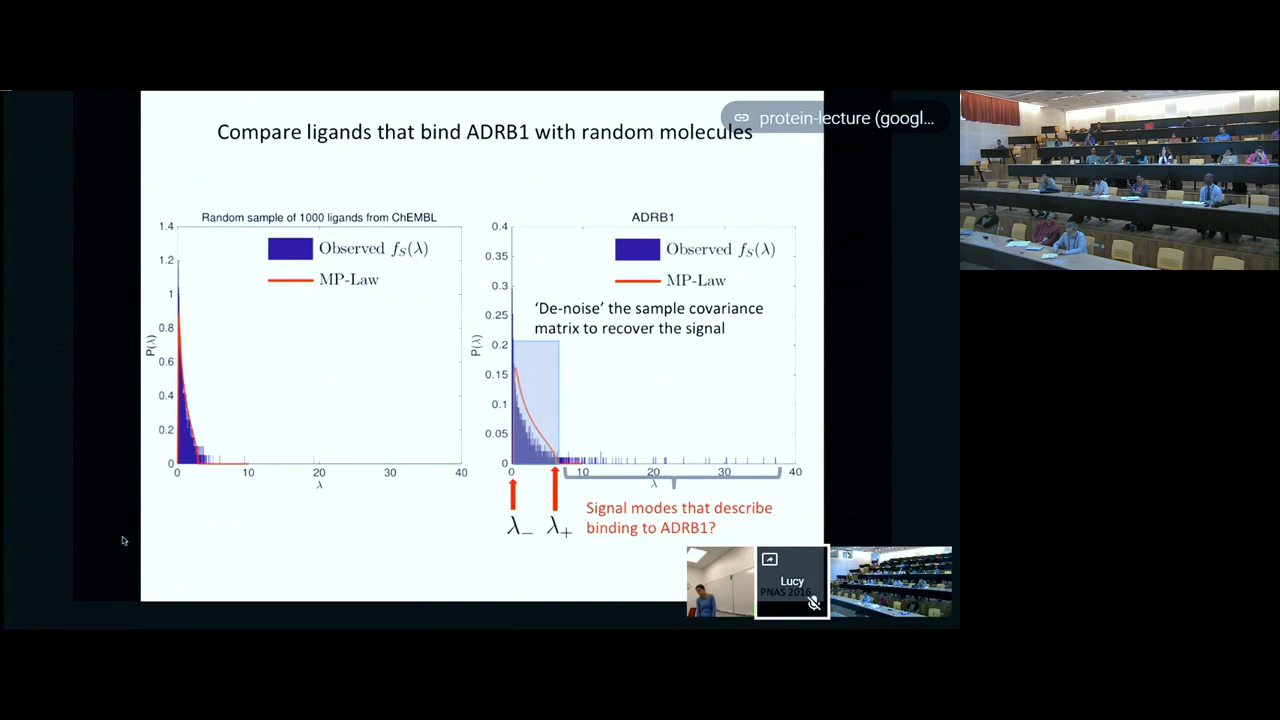 protein-lecture (googl...
Compare ligands that bind ADRB1 with random molecules
Random sample of 1000 ligands from ChEMBL
1.4
1.2
1
0.8
0.6
0.4
0.2
0
P(λ)
Observed fS(λ)
MP-Law
0 10 20 30 40
λ
ADRB1
0.4
0.35
0.3
0.25
0.2
0.15
0.1
0.05
0
P(λ)
Observed fS(λ)
MP-Law
‘De-noise’ the sample covariance
matrix to recover the signal
0 10 20 30 40
λ
λ− λ+
Signal modes that describe
binding to ADRB1?
Lucy
PNAS 2016